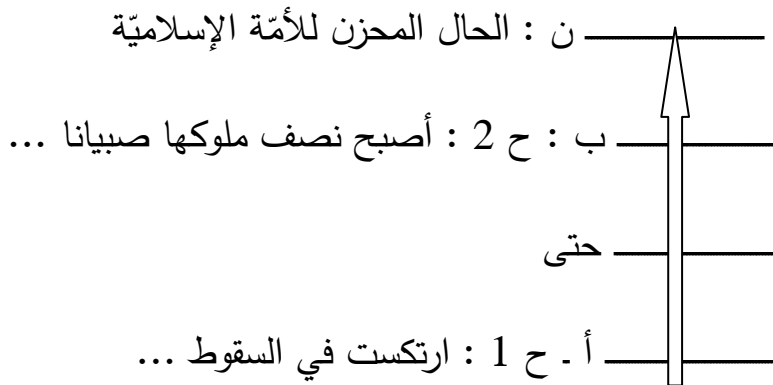 ن : الحال المحزن للأمّة الإسلاميّة
ب : ح 2 : أصبح نصف ملوكها صبيانا ...
حتى
أ - ح 1 : ارتكست في السقوط ...